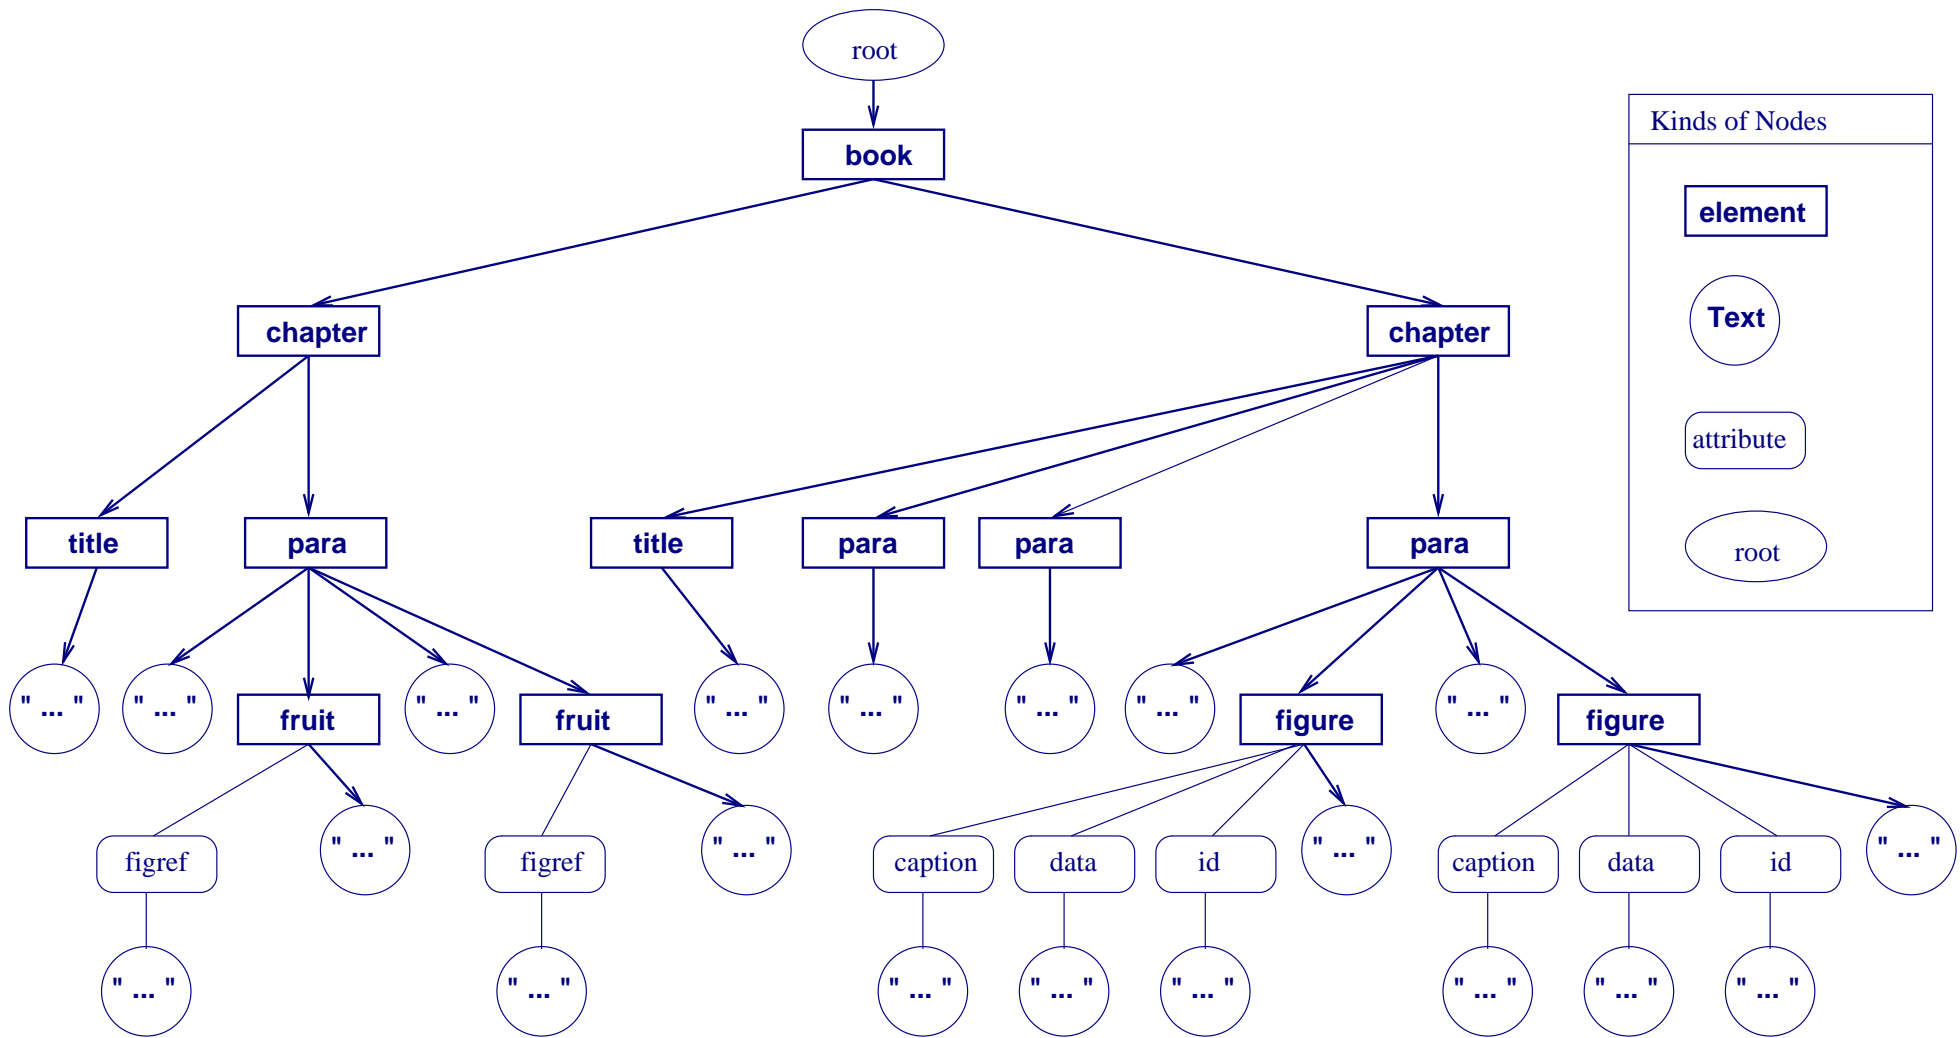 root
Kinds of Nodes
book
element
Text
chapter
chapter
attribute
title
para
title
para
para
para
root
" ... "
" ... "
" ... "
" ... "
" ... "
" ... "
" ... "
" ... "
fruit
fruit
figure
figure
figref
" ... "
figref
" ... "
caption
data
id
" ... "
caption
data
id
" ... "
" ... "
" ... "
" ... "
" ... "
" ... "
" ... "
" ... "
" ... "